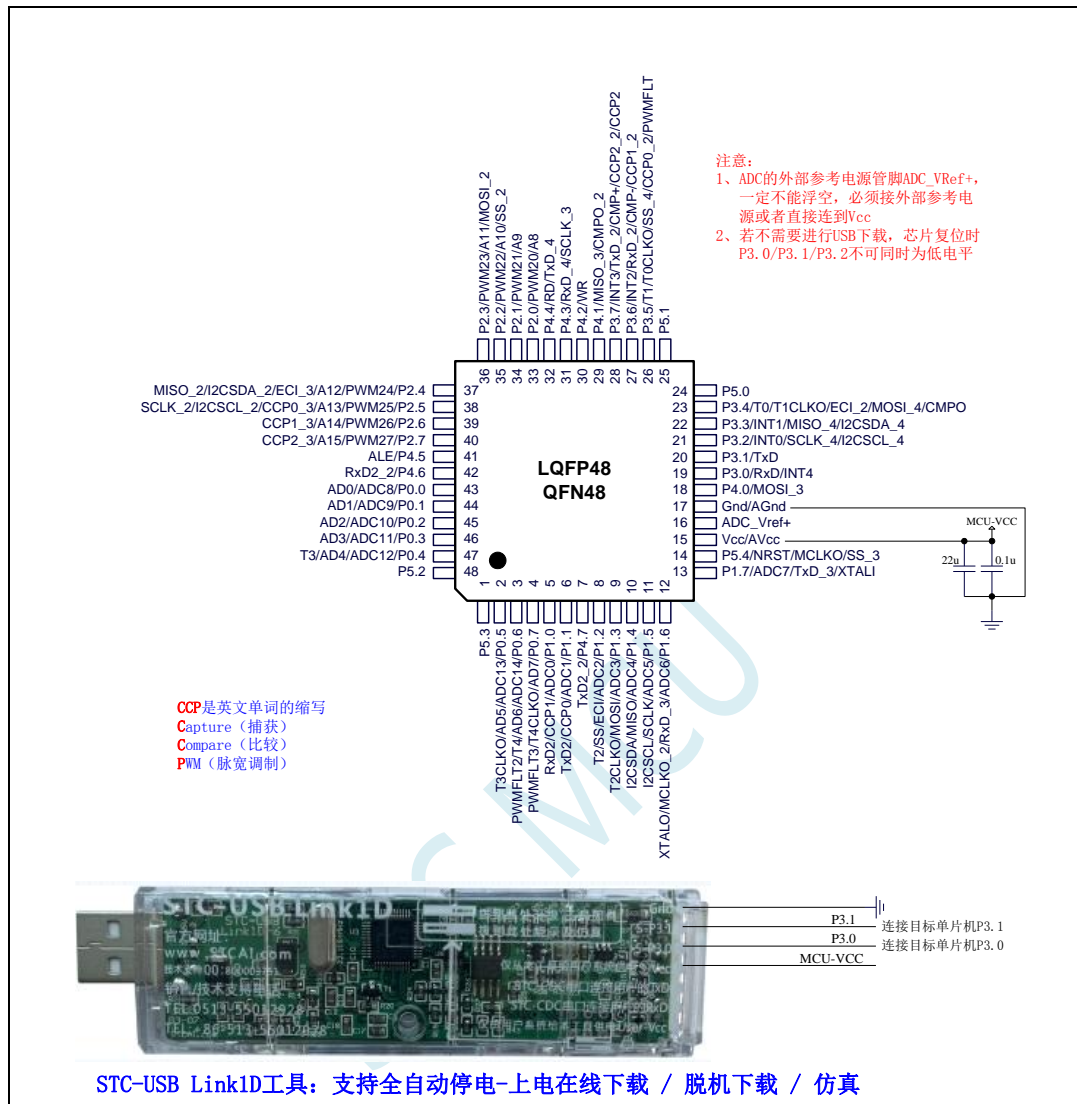 P2.3/PWM23/A11/MOSI_2
P2.2/PWM22/A10/SS_2
P2.1/PWM21/A9
P2.0/PWM20/A8
P4.4/RD/TxD_4
P4.3/RxD_4/SCLK_3
P4.2/WR
P4.1/MISO_3/CMPO_2
P3.7/INT3/TxD_2/CMP+/CCP2_2/CCP2
P3.6/INT2/RxD_2/CMP-/CCP1_2
P3.5/T1/T0CLKO/SS_4/CCP0_2/PWMFLT
P5.1
注意：
1、ADC的外部参考电源管脚ADC_VRef+，
一定不能浮空，必须接外部参考电
源或者直接连到Vcc
2、若不需要进行USB下载，芯片复位时
P3.0/P3.1/P3.2不可同时为低电平
36 35 34 33 32 31 30 29 28 27 26 25
MISO_2/I2CSDA_2/ECI_3/A12/PWM24/P2.4 37
SCLK_2/I2CSCL_2/CCP0_3/A13/PWM25/P2.5 38
CCP1_3/A14/PWM26/P2.6 39
CCP2_3/A15/PWM27/P2.7 40
ALE/P4.5 41
RxD2_2/P4.6 42
AD0/ADC8/P0.0 43
AD1/ADC9/P0.1 44
AD2/ADC10/P0.2 45
AD3/ADC11/P0.3 46
T3/AD4/ADC12/P0.4 47
P5.2 48
LQFP48
QFN48
24 P5.0
23 P3.4/T0/T1CLKO/ECI_2/MOSI_4/CMPO
22 P3.3/INT1/MISO_4/I2CSDA_4
21 P3.2/INT0/SCLK_4/I2CSCL_4
20 P3.1/TxD
19 P3.0/RxD/INT4
18 P4.0/MOSI_3
17 Gnd/AGnd
16 ADC_Vref+
15 Vcc/AVcc
14 P5.4/NRST/MCLKO/SS_3
13 P1.7/ADC7/TxD_3/XTALI
MCU-VCC
22u
0.1u
1 2 3 4 5 6 7 8 9 10 11 12
P5.3
T3CLKO/AD5/ADC13/P0.5
PWMFLT2/T4/AD6/ADC14/P0.6
PWMFLT3/T4CLKO/AD7/P0.7
RxD2/CCP1/ADC0/P1.0
TxD2/CCP0/ADC1/P1.1
TxD2_2/P4.7
T2/SS/ECI/ADC2/P1.2
T2CLKO/MOSI/ADC3/P1.3
I2CSDA/MISO/ADC4/P1.4
I2CSCL/SCLK/ADC5/P1.5
XTALO/MCLKO_2/RxD_3/ADC6/P1.6
CCP是英文单词的缩写
Capture（捕获）
Compare（比较）
PWM（脉宽调制）
MCU
STC-USB Link1D
官方网址:
www.STCAI.com
技术支持QQ:
TEL:0513-55012928
TEL: 86-513-55012928
Gnd
P3.1
连接目标单片机P3.1
P3.0
连接目标单片机P3.0
MCU-VCC
STC-USB Link1D工具：支持全自动停电-上电在线下载 / 脱机下载 / 仿真